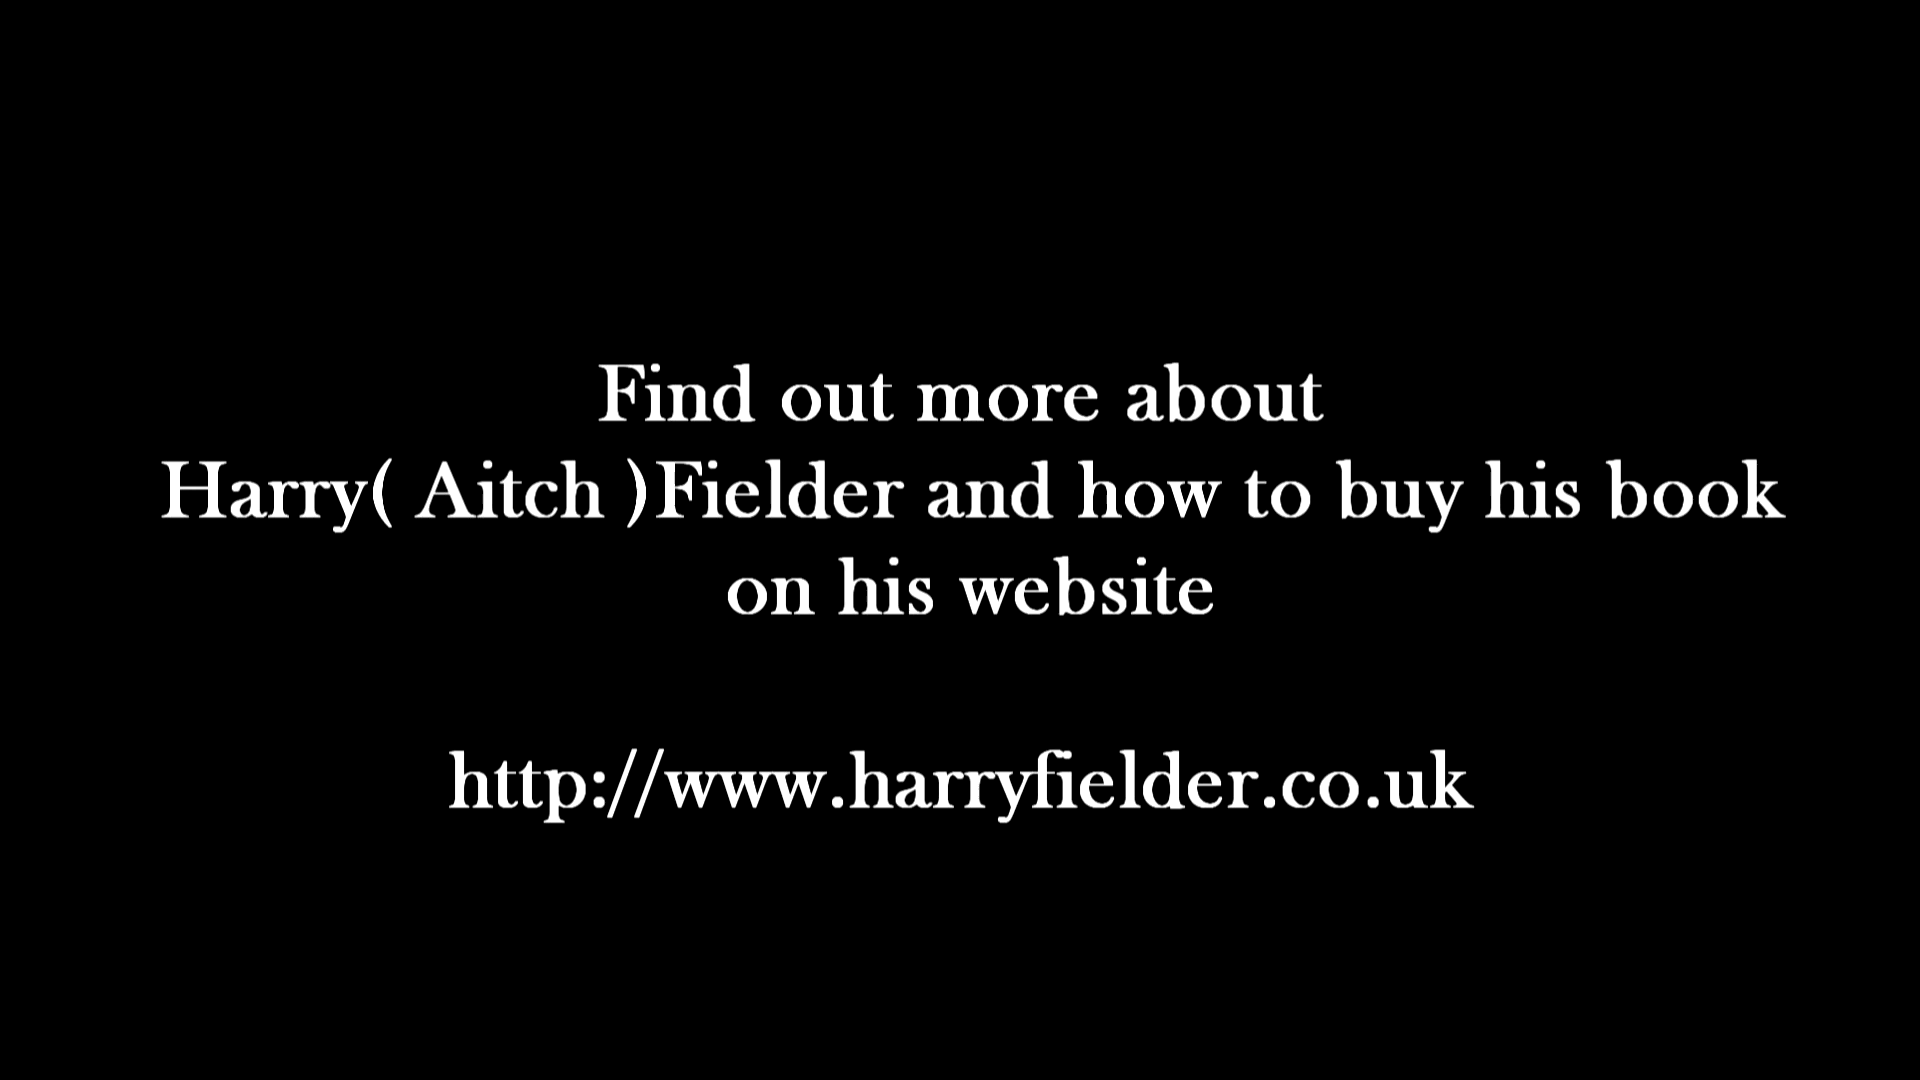 Find out more about
Harry( Aitch )Fielder and how to buy his book
on his website
http://www.harryfielder.co.uk